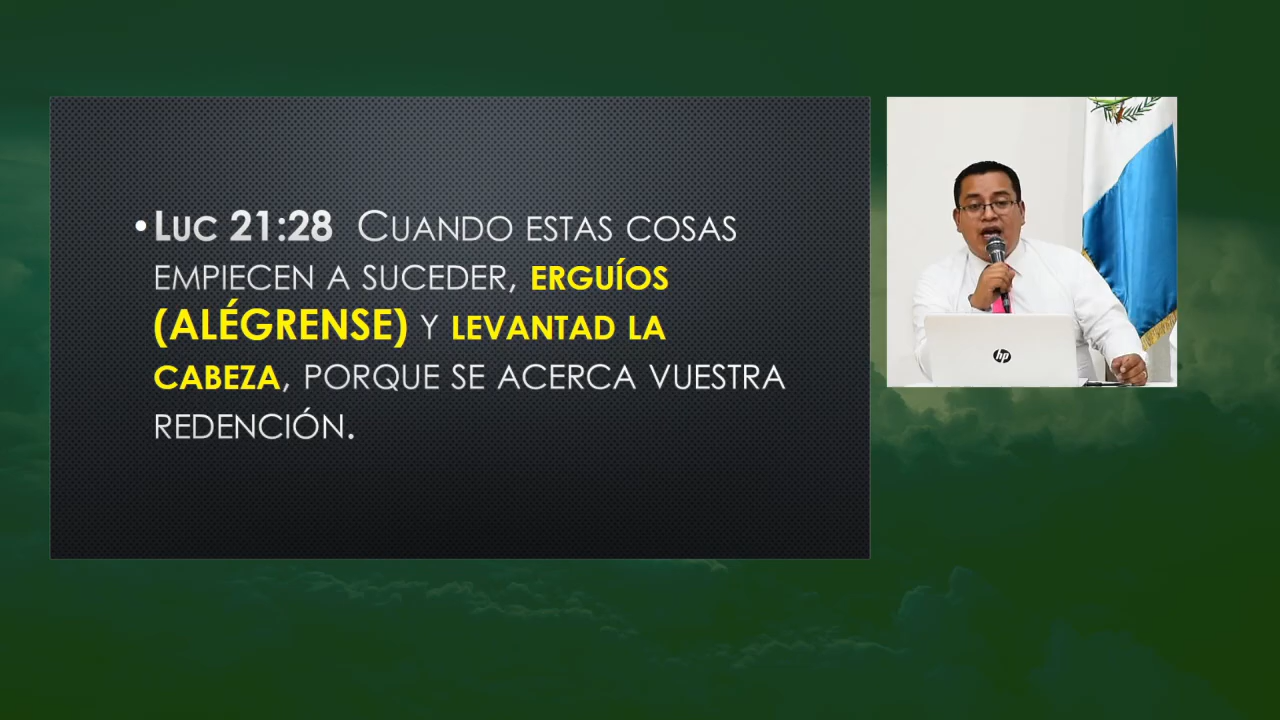 •Luc 21:28 Cuando estas cosas
empiecen a suceder, erguíos
(ALÉGRENSE) y levantad la
cabeza, porque se acerca vuestra
redención.
hp